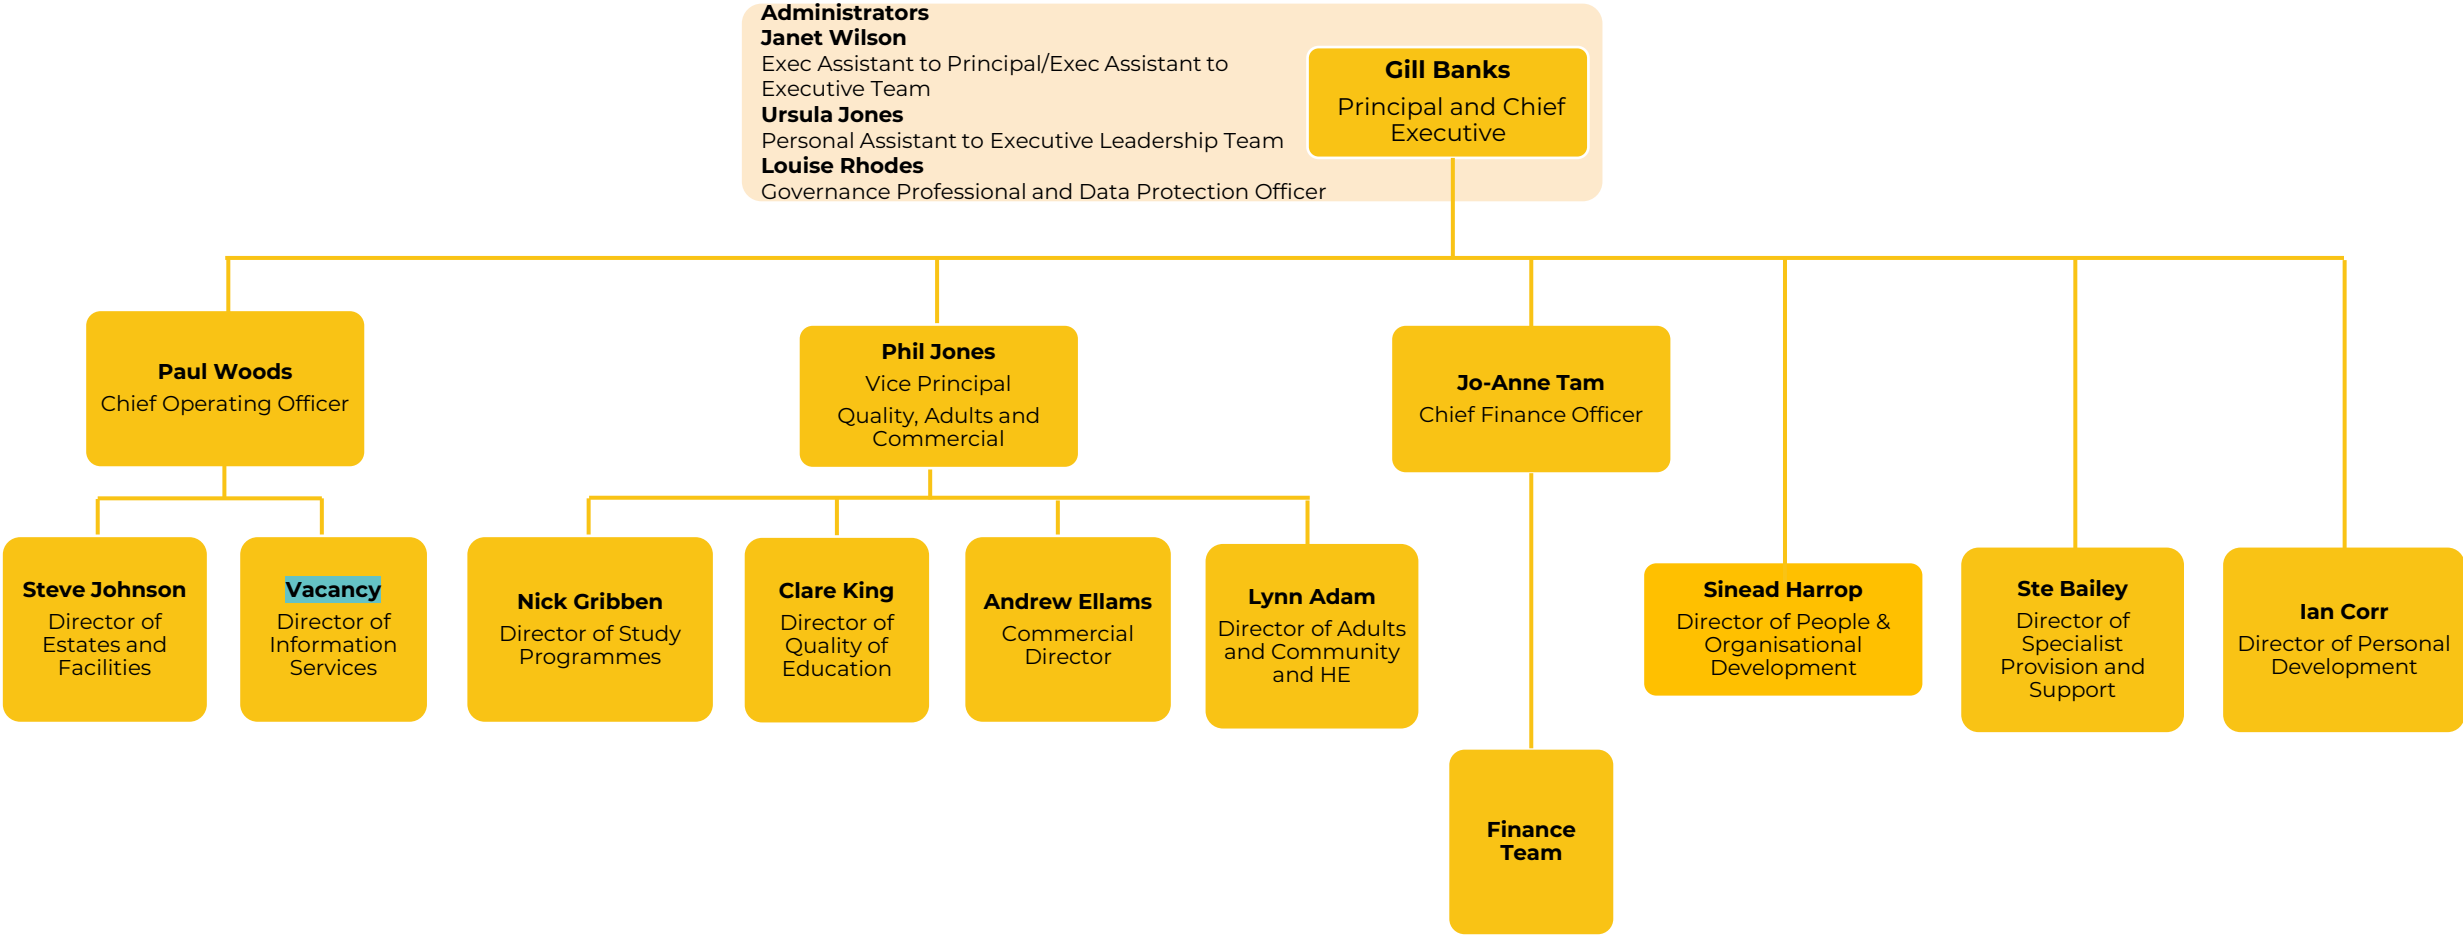 Administrators
Janet Wilson
Exec Assistant to Principal/Exec Assistant to
Executive Team
Ursula Jones
Personal Assistant to Executive Leadership Team
Louise Rhodes
Governance Professional and Data Protection Officer
Gill Banks
Principal and Chief
Executive
Paul Woods
Chief Operating Officer
Phil Jones
Vice Principal
Quality, Adults and
Commercial
Jo-Anne Tam
Chief Finance Officer
Steve Johnson
Director of
Estates and
Facilities
Vacancy
Director of
Information
Services
Nick Gribben
Director of Study
Programmes
Clare King
Director of
Quality of
Education
Andrew Ellams
Commercial
Director
Lynn Adam
Director of Adults
and Community
and HE
Sinead Harrop
Director of People &
Organisational
Development
Ste Bailey
Director of
Specialist
Provision and
Support
Ian Corr
Director of Personal
Development
Finance
Team